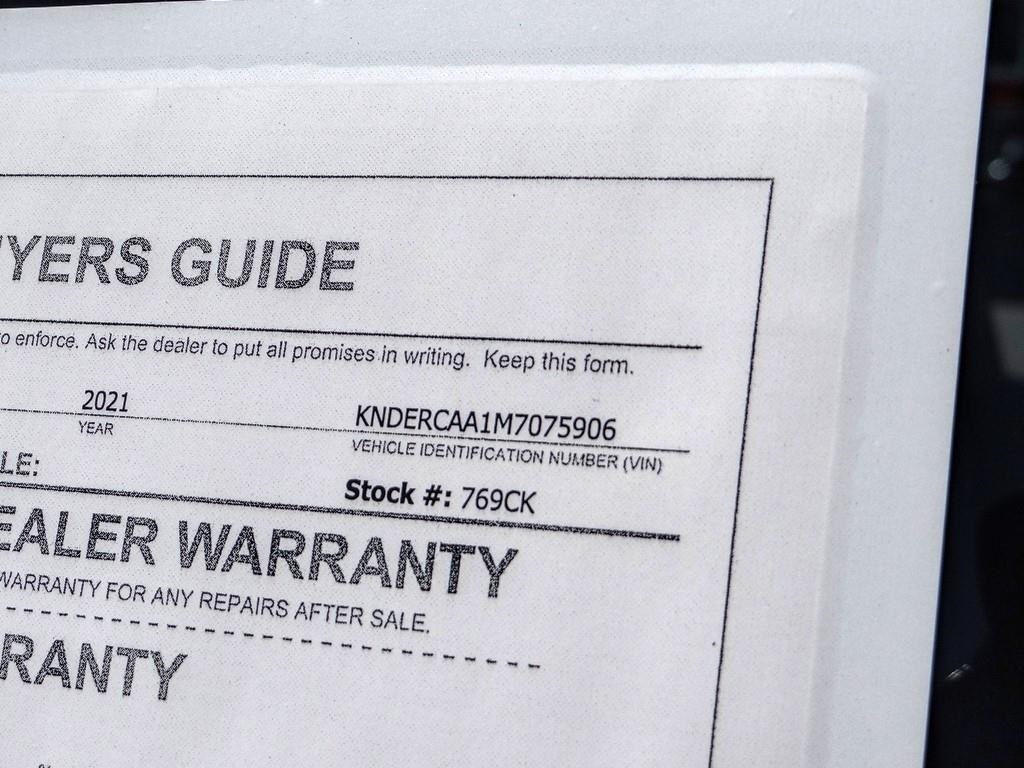 YERS GUIDE
o enforce. Ask the dealer to put all promises in writing. Keep this form.
2021 KNDERCAA1M7075906
YEAR VEHICLE IDENTIFICATION NUMBER (VIN)
LE:
Stock #: 769CK
EALER WARRANTY
WARRANTY FOR ANY REPAIRS AFTER SALE.
RANTY
%